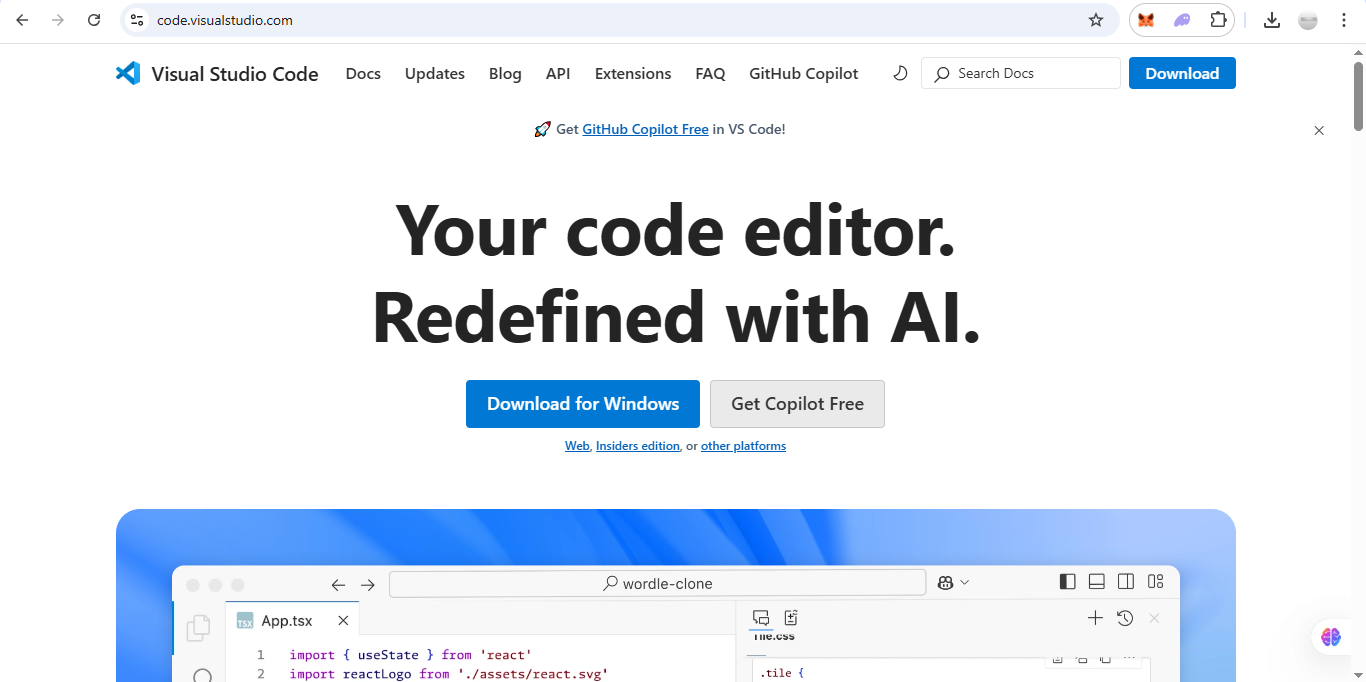 code.visualstudio.com
Visual Studio Code Docs Updates Blog API Extensions FAQ GitHub Copilot Search Docs Download
🚀 Get GitHub Copilot Free in VS Code!
Your code editor.
Redefined with AI.
Download for Windows Get Copilot Free
Web, Insiders edition, or other platforms
wordle-clone
TSX App.tsx
Tile.css
1 import { useState } from 'react'
2 import reactLogo from './assets/react.svg'
.tile {